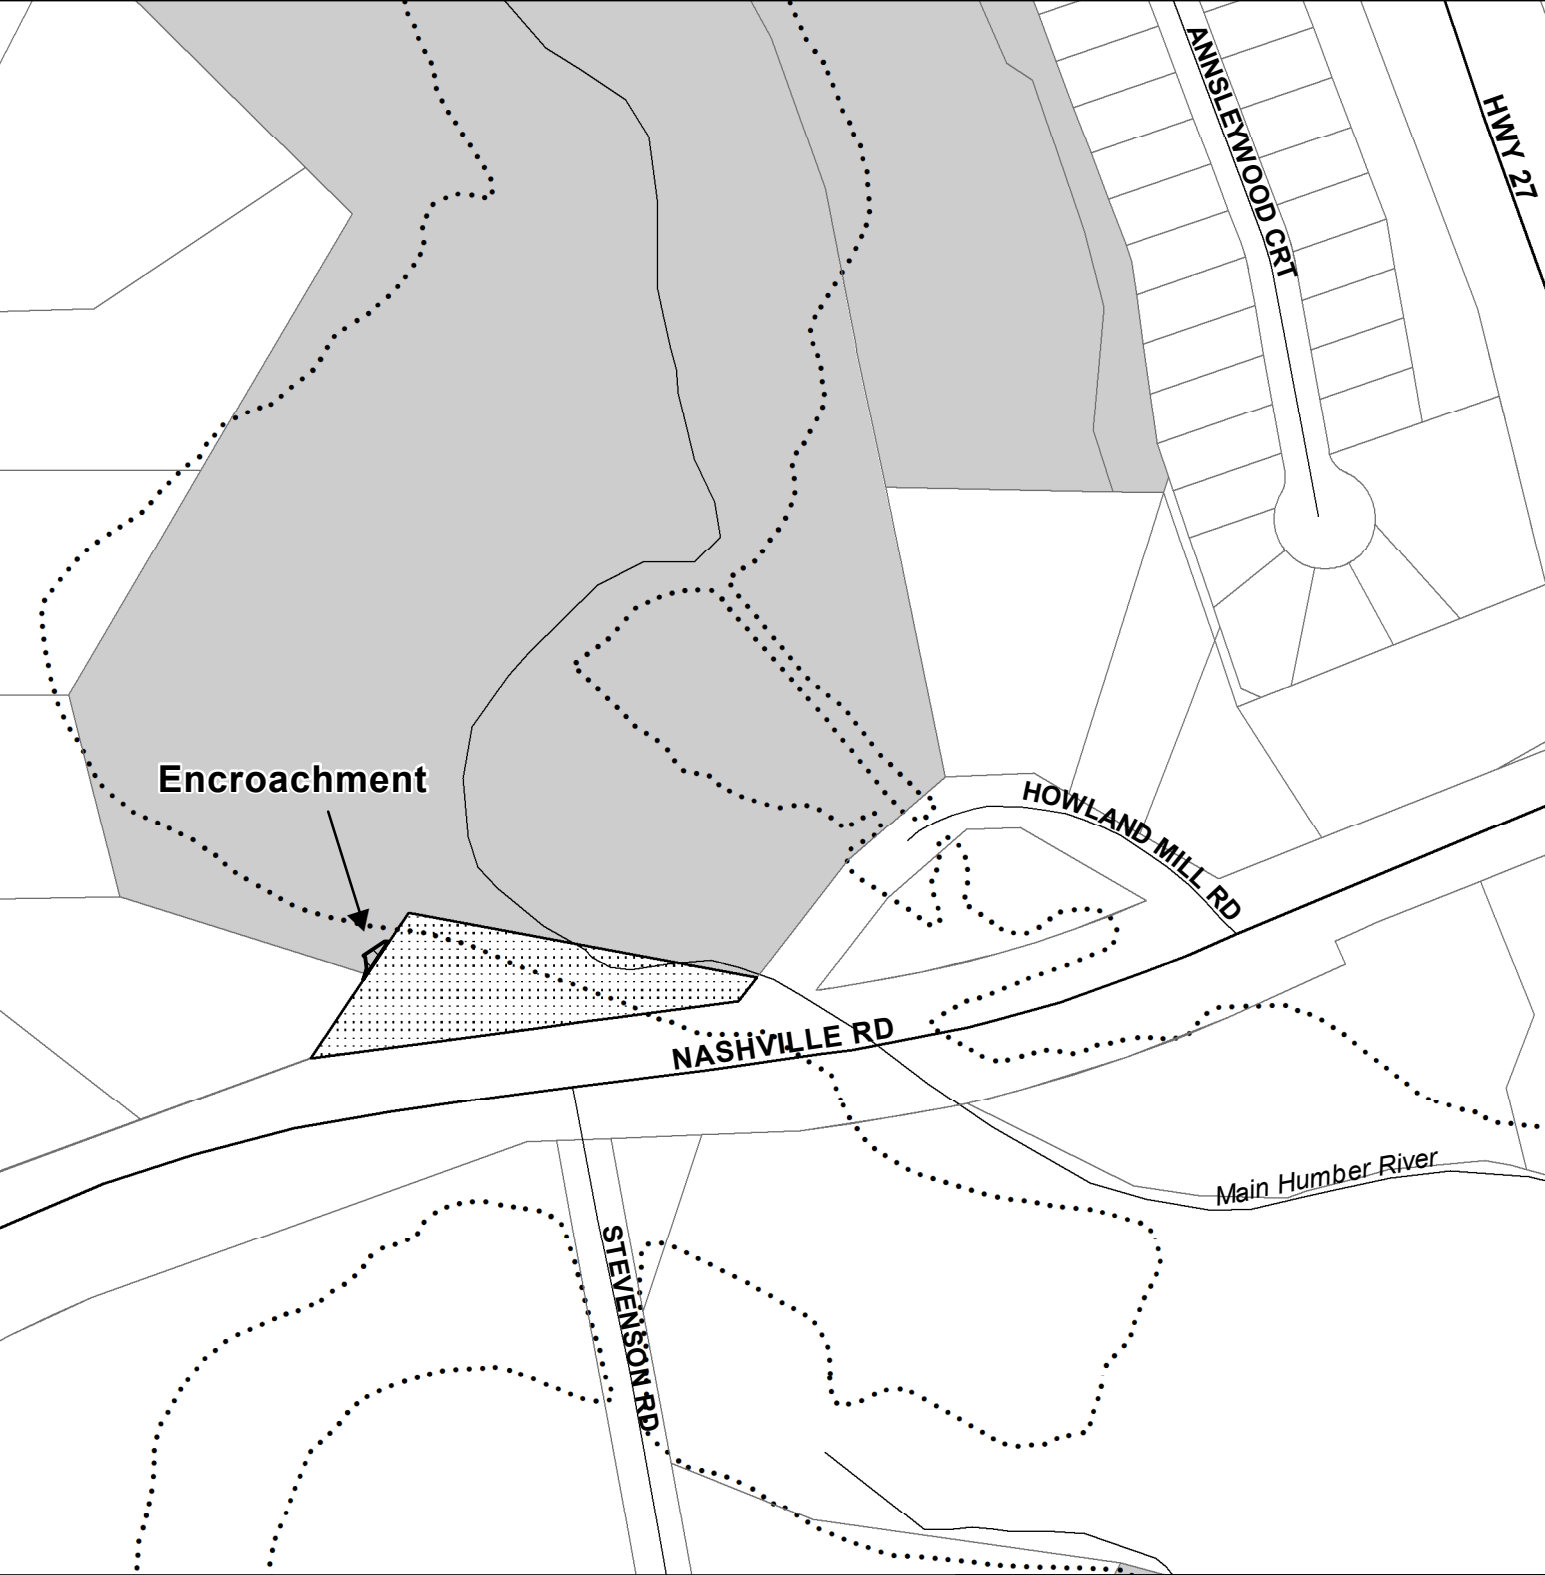 ANNSLEYWOOD CRT
HWY 27
Encroachment
HOWLAND MILL RD
NASHVILLE RD
Main Humber River
STEVENSON RD